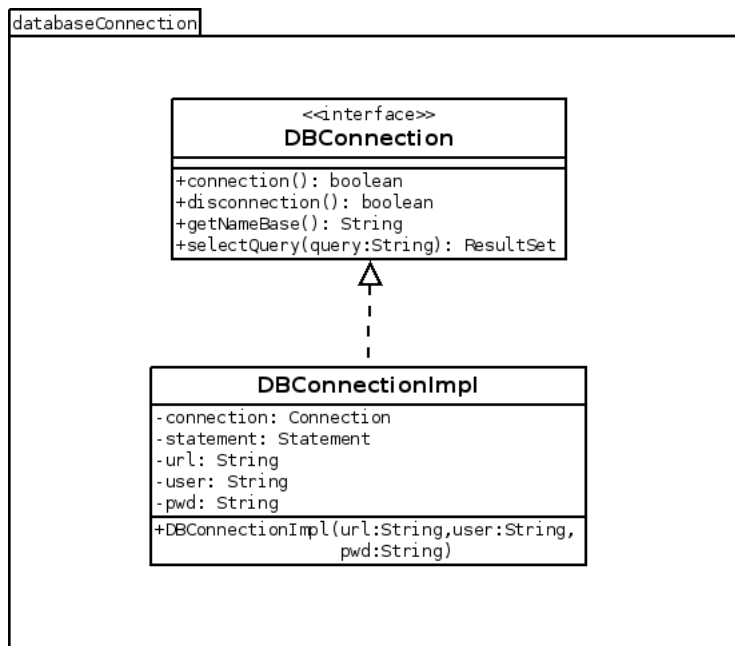 databaseConnection
<<interface>>
DBConnection
+connection(): boolean
+disconnection(): boolean
+getNameBase(): String
+selectQuery(query:String): ResultSet
DBConnectionImpl
-connection: Connection
-statement: Statement
-url: String
-user: String
-pwd: String
+DBConnectionImpl(url:String,user:String,
pwd:String)